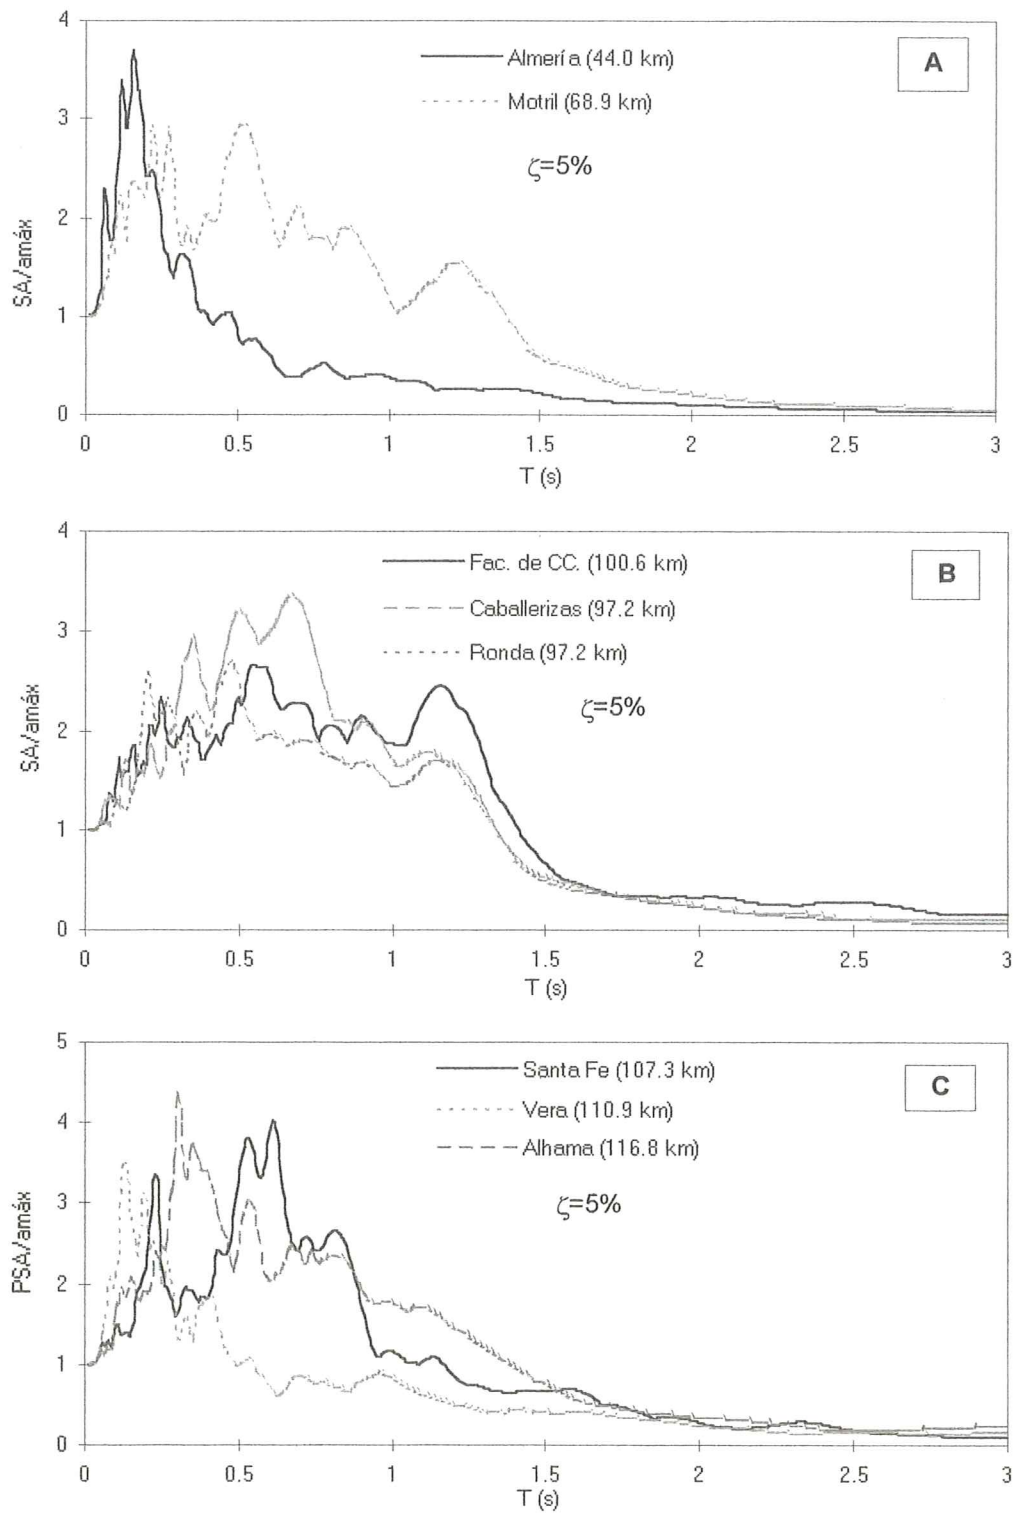 4
3
2
1
0
SA/amáx
Almería (44.0 km)
Motril (68.9 km)
ζ=5%
A
0 0.5 1 1.5 2 2.5 3
T (s)
4
3
2
1
0
SA/amáx
Fac. de CC. (100.6 km)
Caballerizas (97.2 km)
Ronda (97.2 km)
ζ=5%
B
0 0.5 1 1.5 2 2.5 3
T (s)
5
4
3
2
1
0
PSA/amáx
Santa Fe (107.3 km)
Vera (110.9 km)
Alhama (116.8 km)
ζ=5%
C
0 0.5 1 1.5 2 2.5 3
T (s)